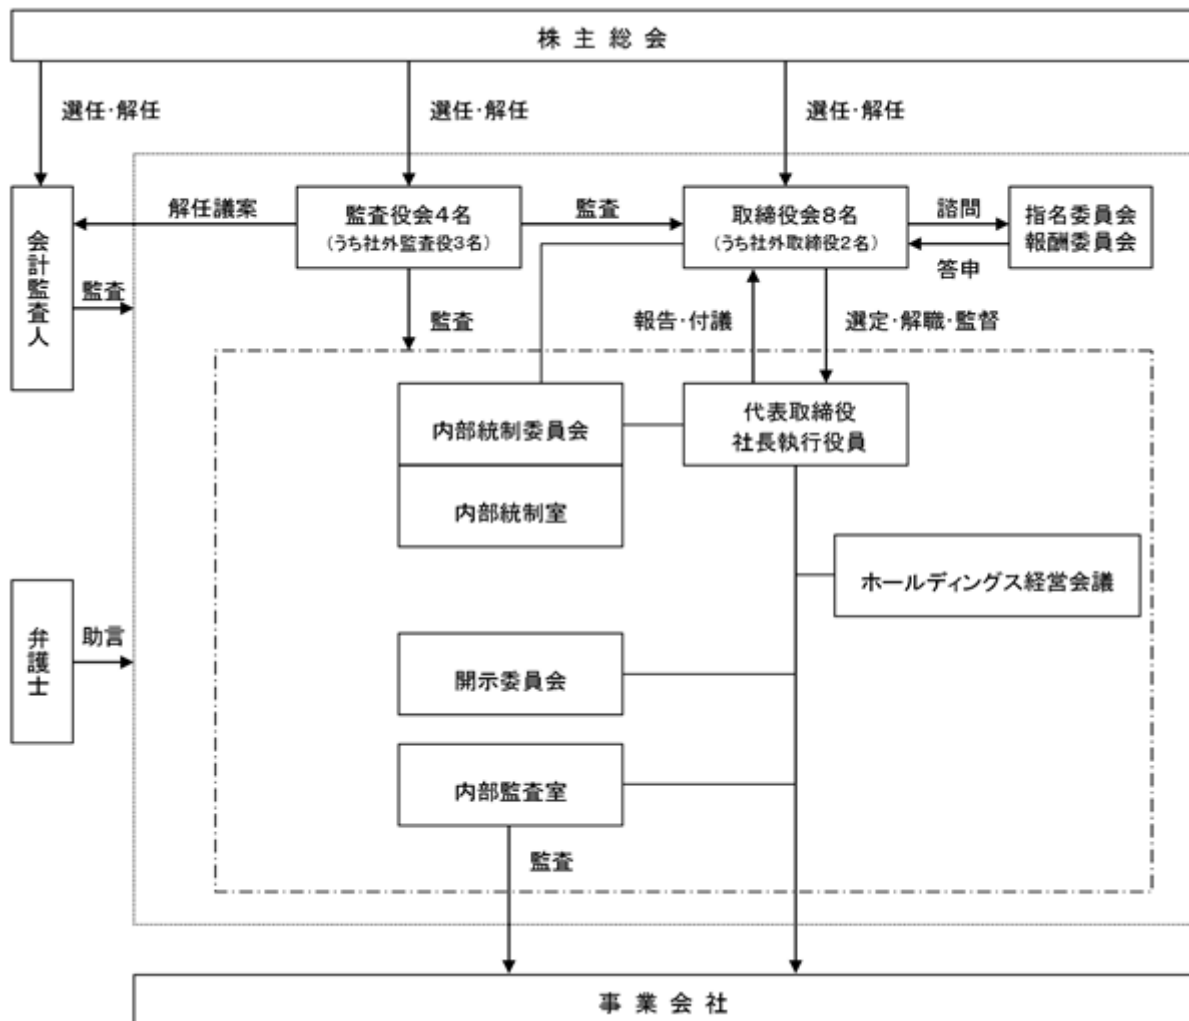 株主総会
選任・解任
選任・解任
選任・解任
会計監査人
解任議案
監査役会4名
(うち社外監査役3名)
監査
取締役会8名
(うち社外取締役2名)
諮問
答申
指名委員会
報酬委員会
監査
監査
報告・付議
選定・解職・監督
内部統制委員会
内部統制室
代表取締役
社長執行役員
ホールディングス経営会議
弁護士
助言
開示委員会
内部監査室
監査
事業会社